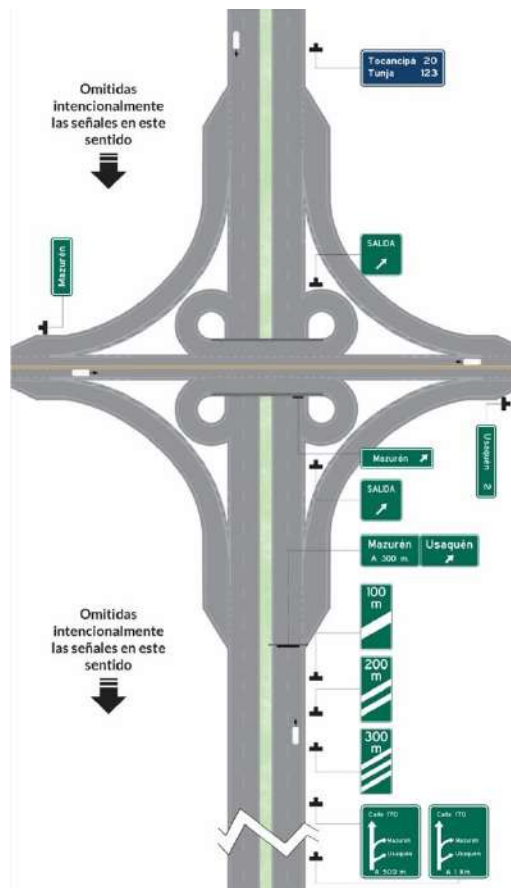 Tocancipa 20
Tunja 123
Omitidas
intencionalmente
las señales en este
sentido
SALIDA
Mazurén
Mazurén
Usaquén 2
SALIDA
Mazurén
A 300 m.
Usaquén
100
m
Omitidas
intencionalmente
las señales en este
sentido
200
m
300
m
Calle 170
Mazurén
Usaquén
A 500 m
Calle 170
Mazurén
Usaquén
A 1 Km